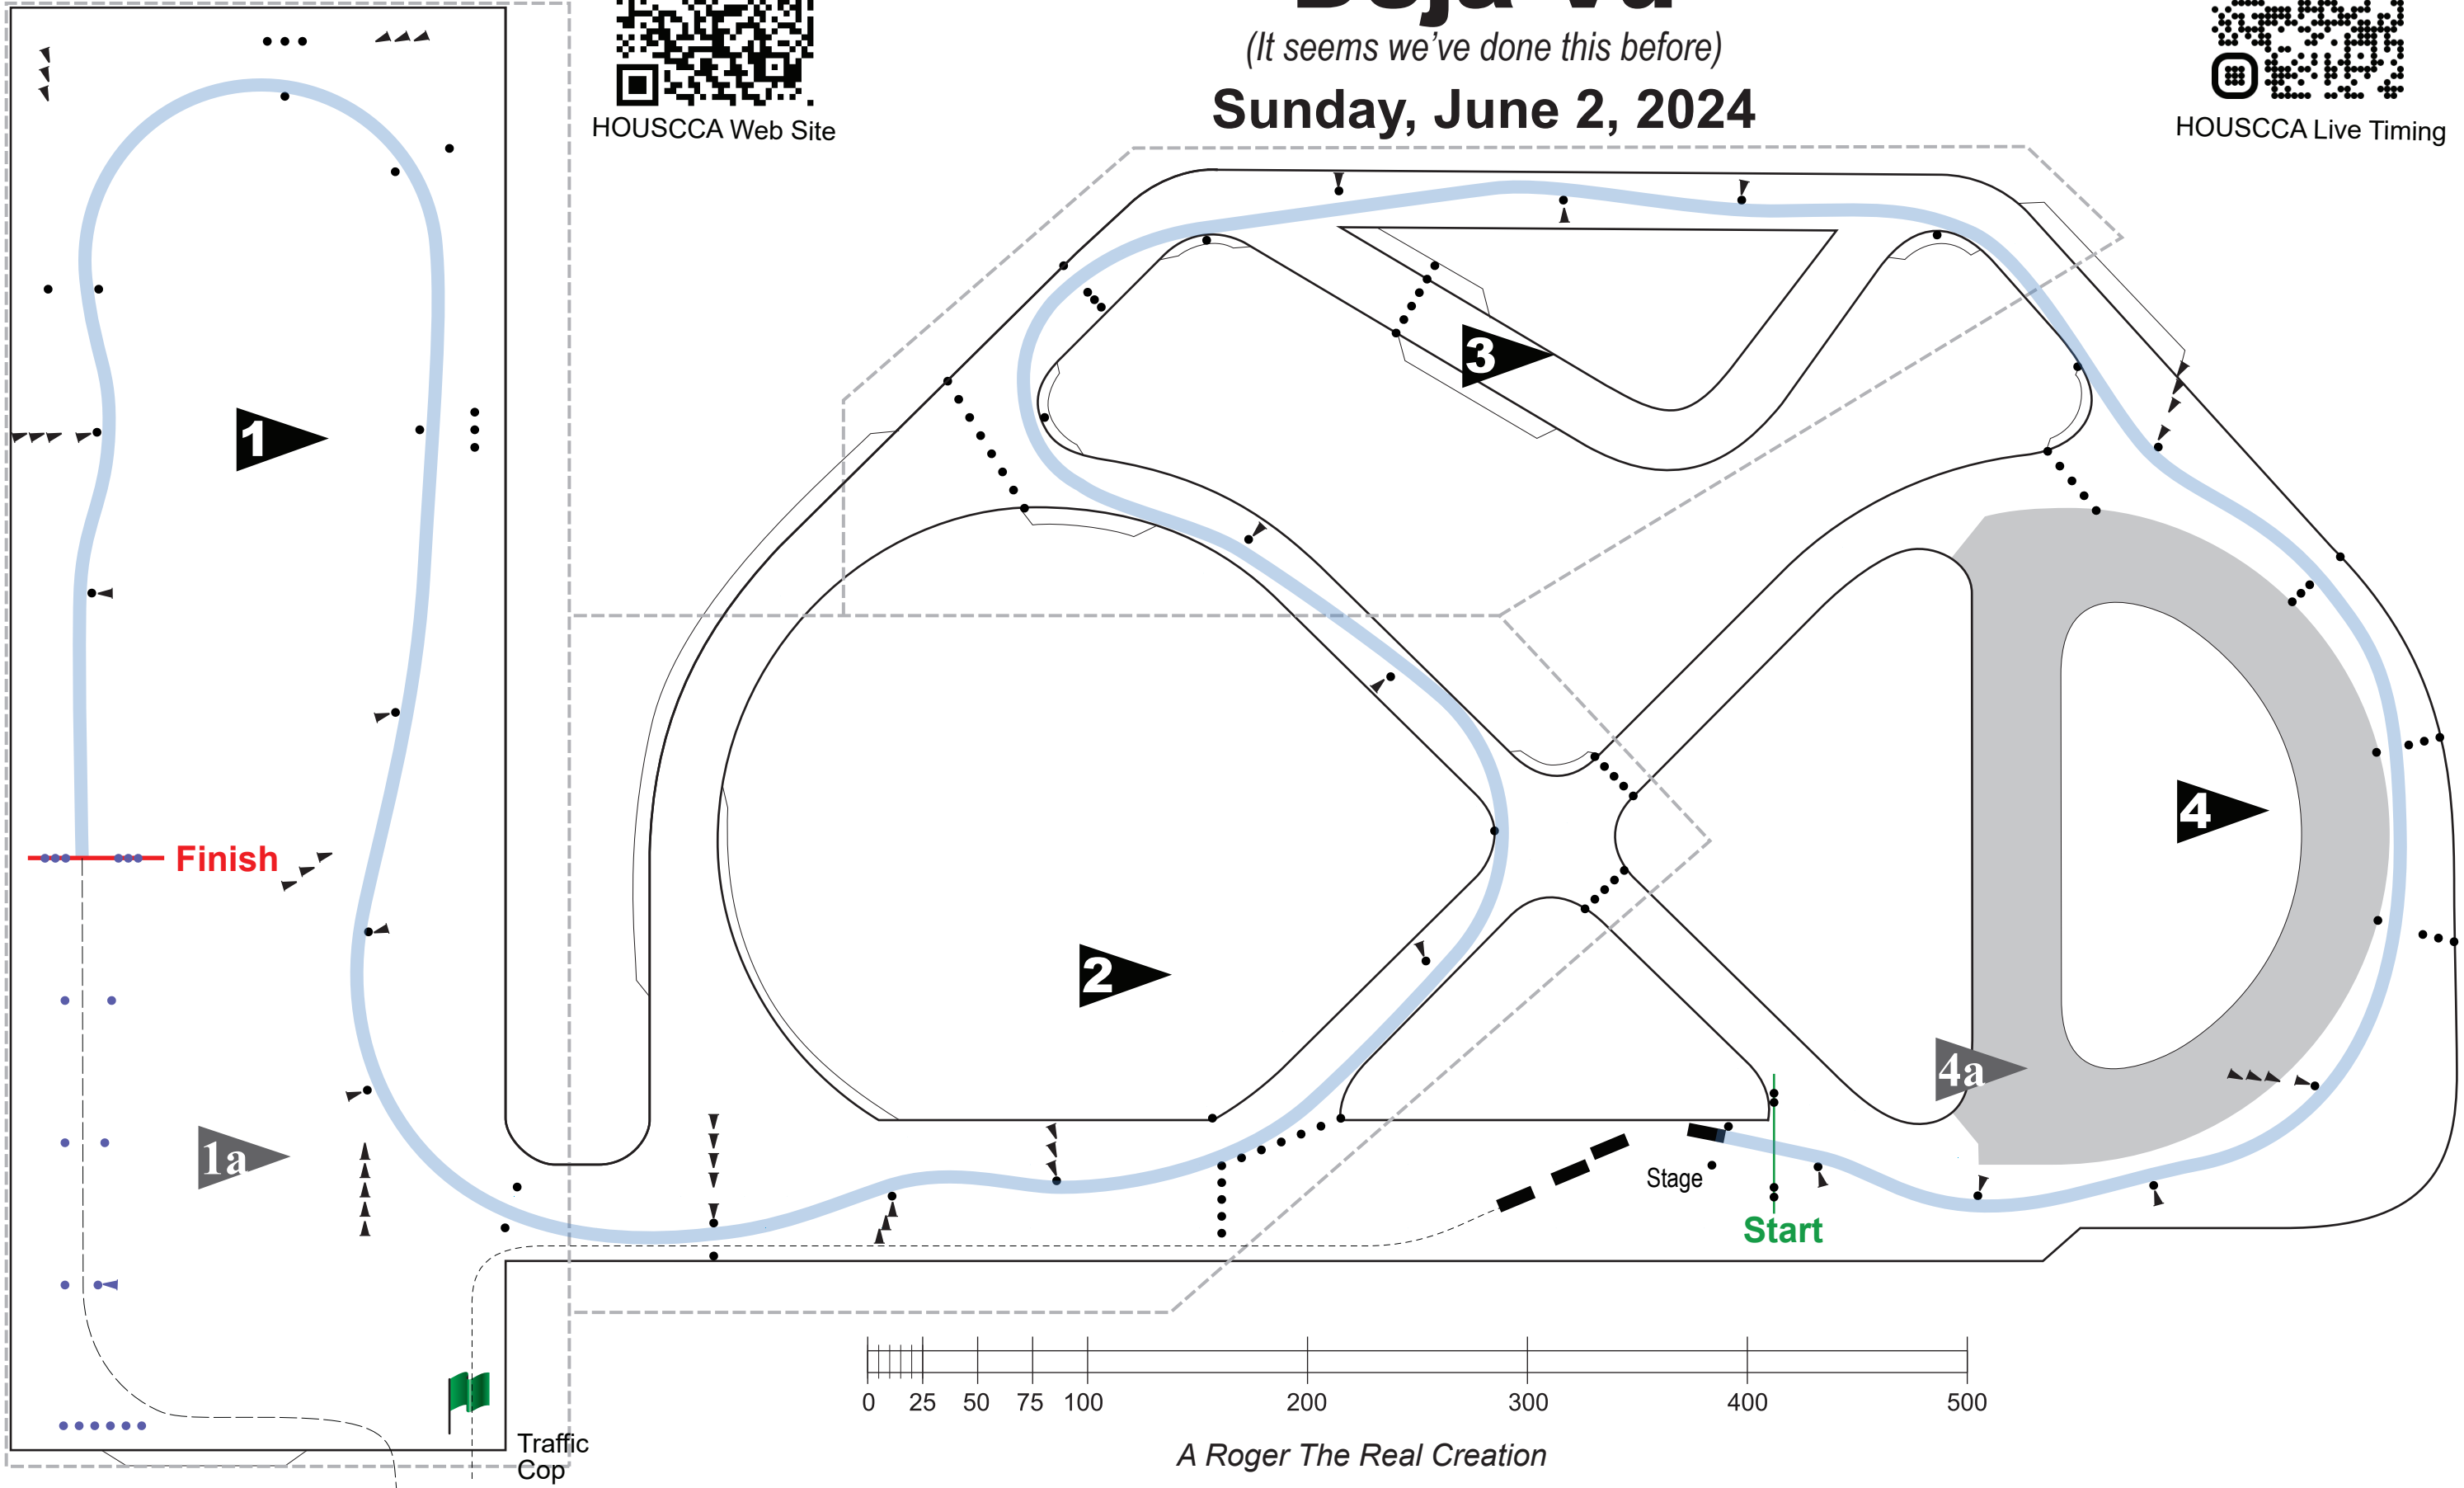 Deja Vu
(It seems we've done this before)
Sunday, June 2, 2024
HOUSCCA Web Site
HOUSCCA Live Timing
3
1
4
Finish
2
4a
1a
Stage
Start
0 25 50 75 100 200 300 400 500
Traffic
Cop
A Roger The Real Creation